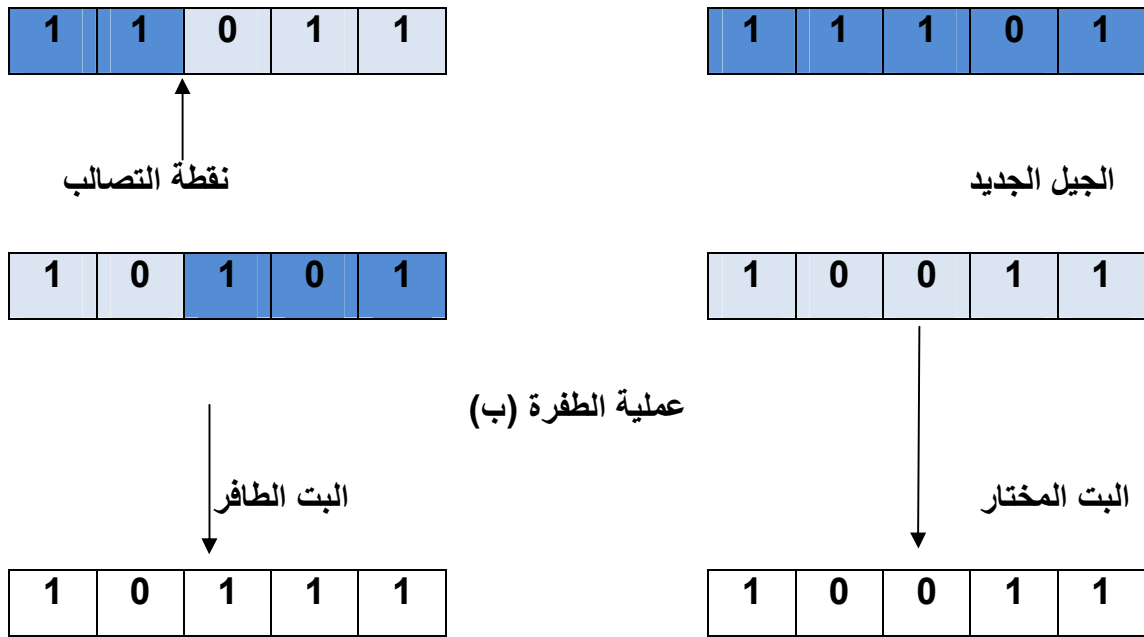 1 1 0 1 1 1 1 1 0 1
نقطة التصالب الجيل الجديد
1 0 1 0 1 1 0 0 1 1
عملية الطفرة (ب)
البت الطافر البت المختار
1 0 1 1 1 1 0 0 1 1